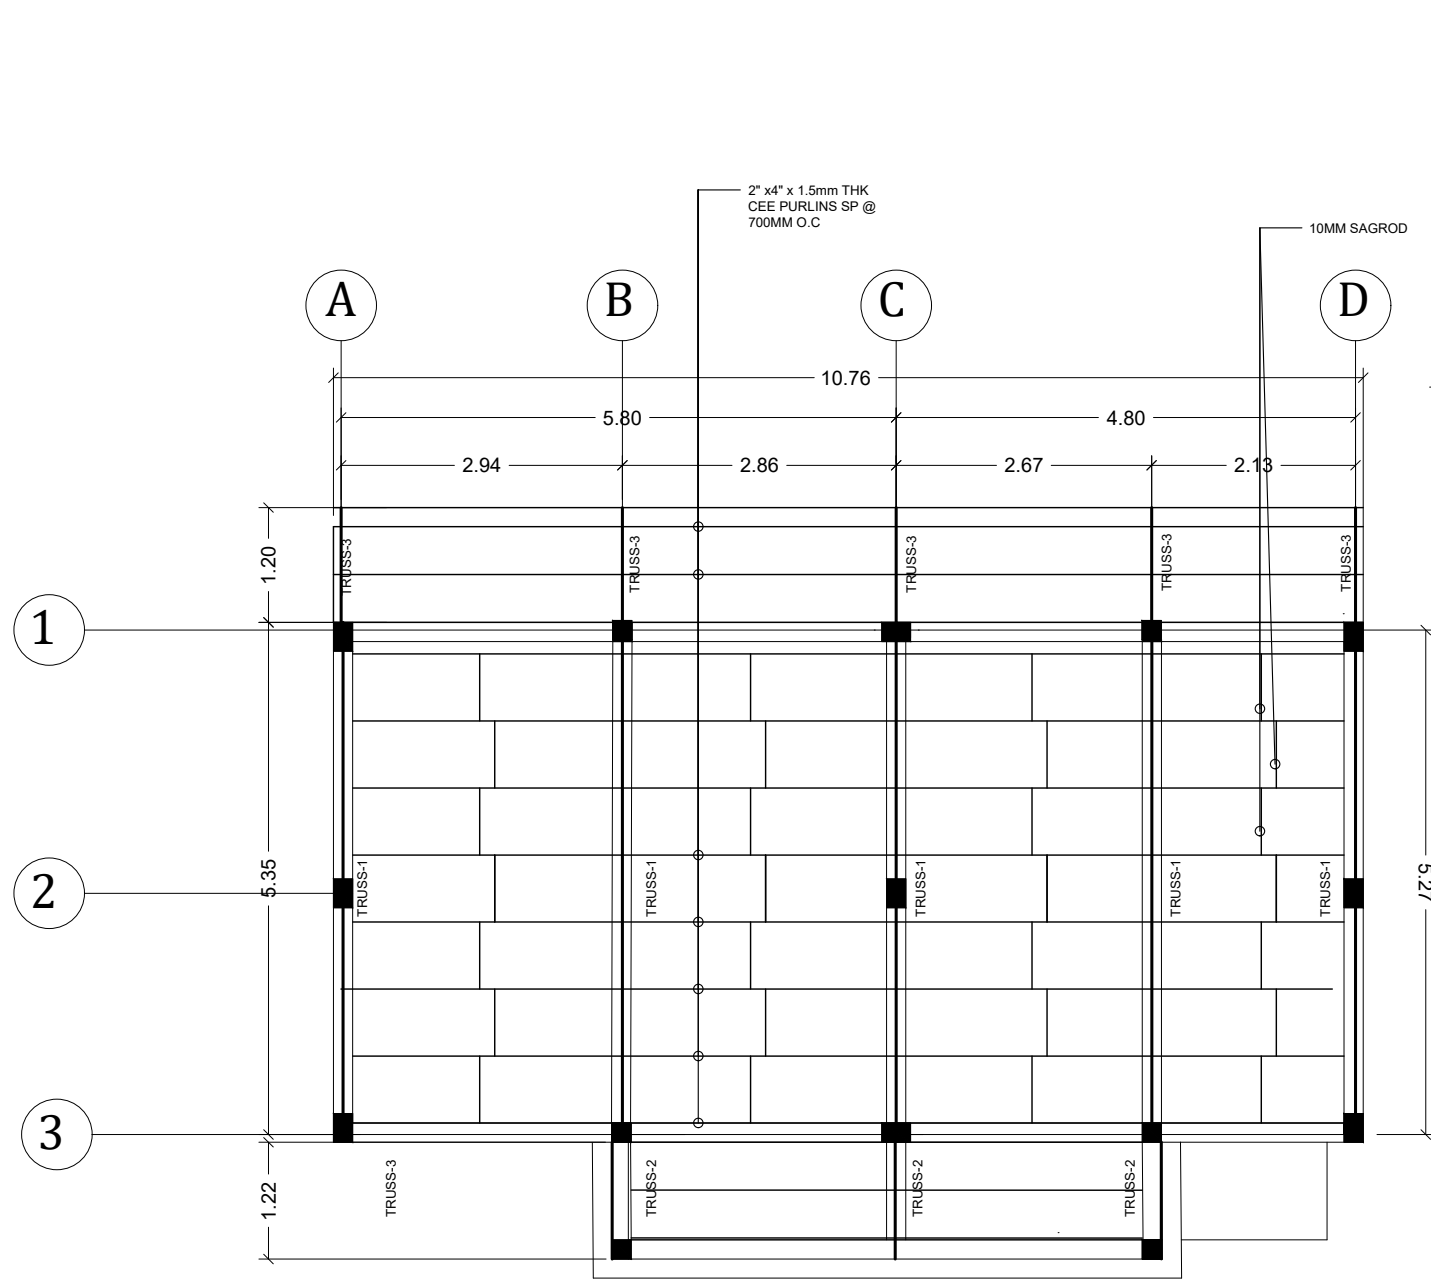 2" x4" x 1.5mm THK
CEE PURLINS SP @
700MM O.C
10MM SAGROD
A
B
C
D
10.76
5.80
4.80
2.94
2.86
2.67
2.13
1.20
TRUSS-3
TRUSS-3
TRUSS-3
TRUSS-3
TRUSS-3
1
2
5.35
TRUSS-1
TRUSS-1
TRUSS-1
TRUSS-1
TRUSS-1
5.27
3
1.22
TRUSS-3
TRUSS-2
TRUSS-2
TRUSS-2